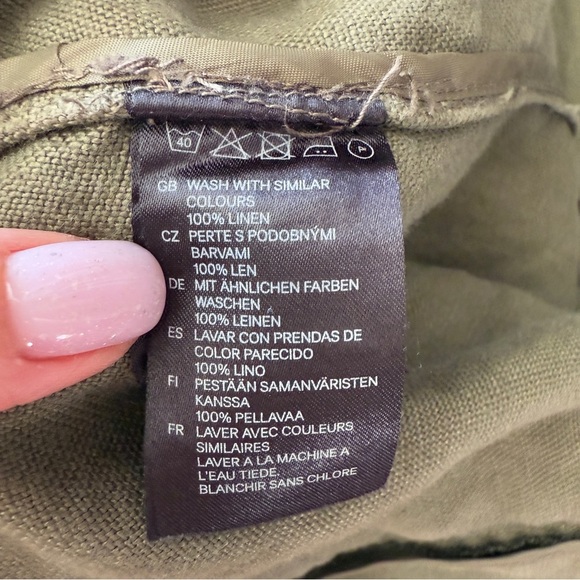 40
P
GB WASH WITH SIMILAR
COLOURS
100% LINEN
CZ PERTE S PODOBNÝMI
BARVAMI
100% LEN
DE MIT ÄHNLICHEN FARBEN
WASCHEN
100% LEINEN
ES LAVAR CON PRENDAS DE
COLOR PARECIDO
100% LINO
FI PESTÄÄN SAMANVÄRISTEN
KANSSA
100% PELLAVAA
FR LAVER AVEC COULEURS
SIMILAIRES
LAVER A LA MACHINE A
L'EAU TIEDE.
BLANCHIR SANS CHLORE